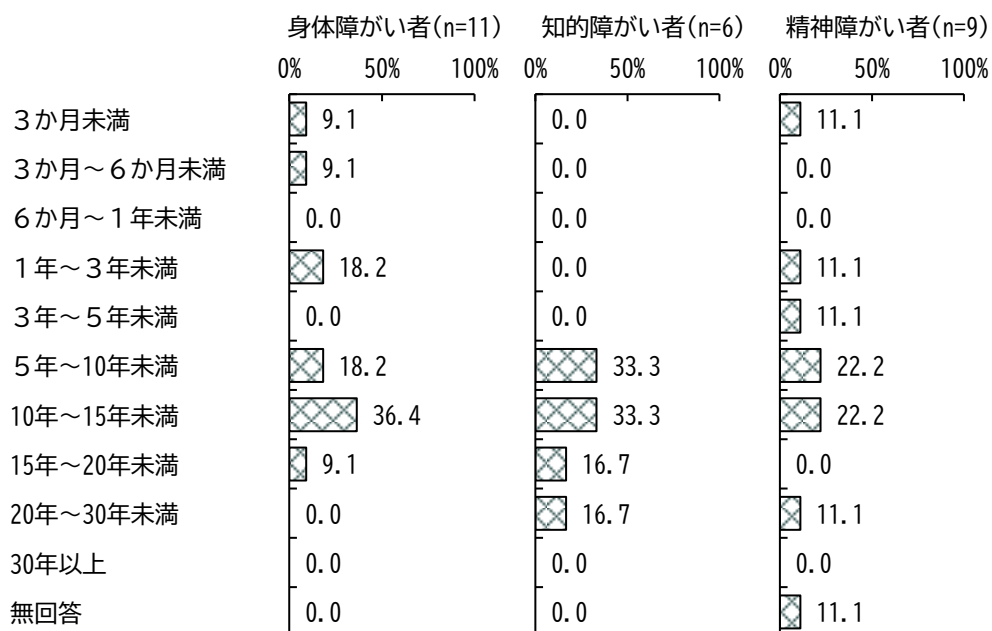 身体障がい者(n=11) 知的障がい者(n=6) 精神障がい者(n=9)
0% 50% 100% 0% 50% 100% 0% 50% 100%
３か月未満 9.1 0.0 11.1
３か月～６か月未満 9.1 0.0 0.0
６か月～１年未満 0.0 0.0 0.0
１年～３年未満 18.2 0.0 11.1
３年～５年未満 0.0 0.0 11.1
５年～10年未満 18.2 33.3 22.2
10年～15年未満 36.4 33.3 22.2
15年～20年未満 9.1 16.7 0.0
20年～30年未満 0.0 16.7 11.1
30年以上 0.0 0.0 0.0
無回答 0.0 0.0 11.1